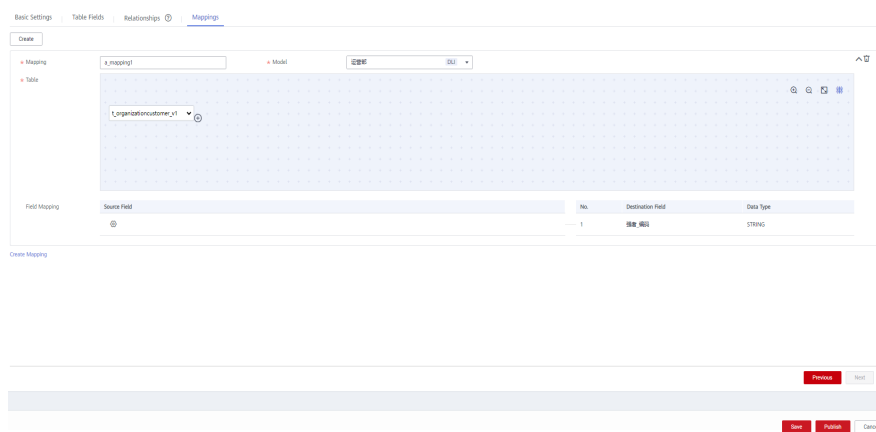 Basic Settings Table Fields Relationships ? Mappings
Create
* Mapping a_mapping1 * Model 运营部 DLI
* Table
t_organizationcustomer_v1
Field Mapping Source Field No. Destination Field Data Type
1 STRING
Create Mapping
Previous Next
Save Publish Canc